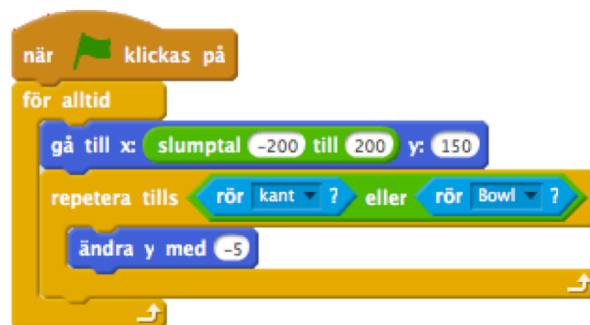 när klickas på
för alltid
gå till x: slumptal -200 till 200 y: 150
repetera tills rör kant ? eller rör Bowl ?
ändra y med -5